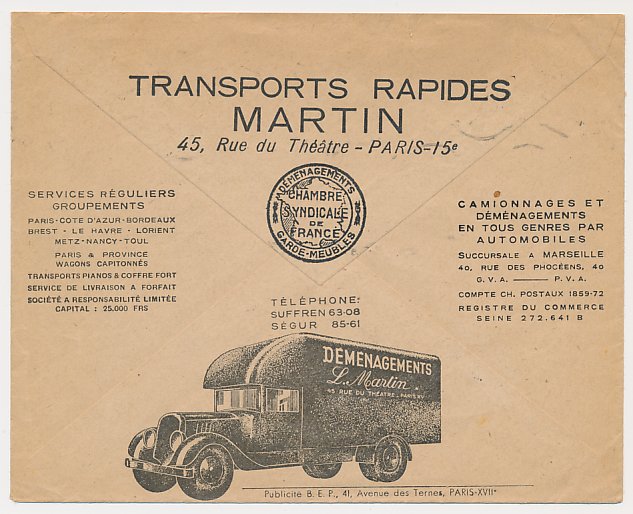 TRANSPORTS RAPIDES
MARTIN
45, Rue du Théâtre - PARIS-15e
SERVICES RÉGULIERS
GROUPEMENTS
PARIS-COTE D'AZUR-BORDEAUX
BREST - LE HAVRE - LORIENT
METZ-NANCY-TOUL
PARIS & PROVINCE
WAGONS CAPITONNÉS
TRANSPORTS PIANOS & COFFRE FORT
SERVICE DE LIVRAISON A FORFAIT
SOCIÉTÉ A RESPONSABILITÉ LIMITÉE
CAPITAL : 25.000 FRS
DÉMÉNAGEMENTS
CHAMBRE
SYNDICALE
DE
FRANCE
GARDE-MEUBLES
CAMIONNAGES ET
DÉMÉNAGEMENTS
EN TOUS GENRES PAR
AUTOMOBILES
SUCCURSALE A MARSEILLE
40, RUE DES PHOCÉENS, 40
G.V.A. —— P.V.A.
COMPTE CH. POSTAUX 1859-72
REGISTRE DU COMMERCE
SEINE 272.641 B
TÉLÉPHONE:
SUFFREN 63-08
SÉGUR 85-61
DÉMÉNAGEMENTS
L. Martin
45 RUE DU THÉATRE - PARIS XV
Publicité B.E.P., 41, Avenue des Ternes, PARIS-XVIIe